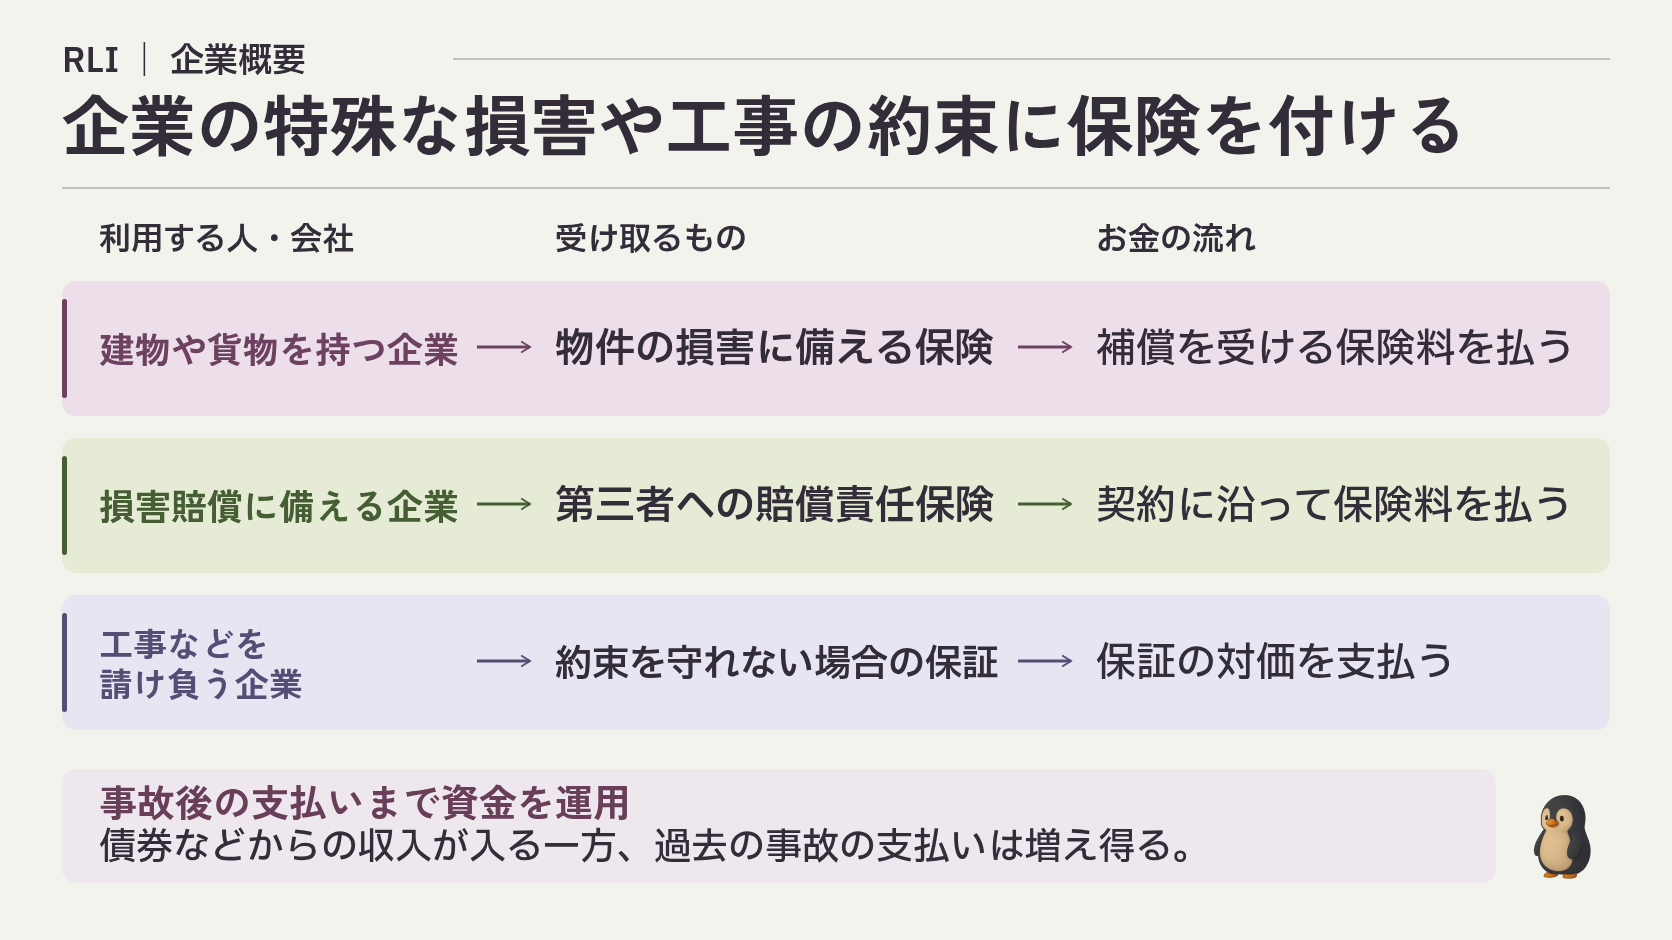 RLI | 企業概要
企業の特殊な損害や工事の約束に保険を付ける
利用する人・会社 受け取るもの お金の流れ
建物や貨物を持つ企業 → 物件の損害に備える保険 → 補償を受ける保険料を払う
損害賠償に備える企業 → 第三者への賠償責任保険 → 契約に沿って保険料を払う
工事などを
請け負う企業 → 約束を守れない場合の保証 → 保証の対価を支払う
事故後の支払いまで資金を運用
債券などからの収入が入る一方、過去の事故の支払いは増え得る。